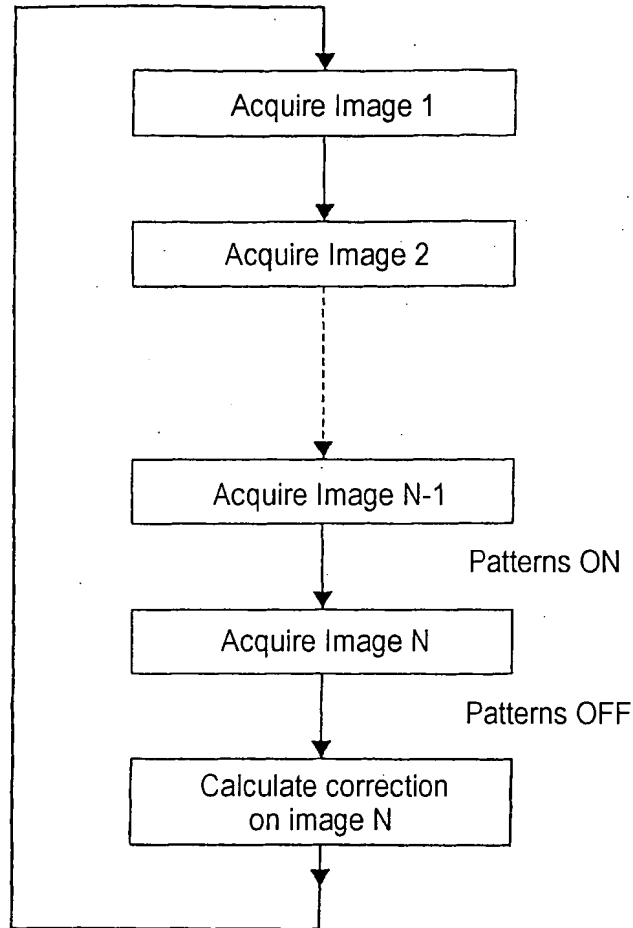 Acquire Image 1
Acquire Image 2
Acquire Image N-1
Patterns ON
Acquire Image N
Patterns OFF
Calculate correction
on image N